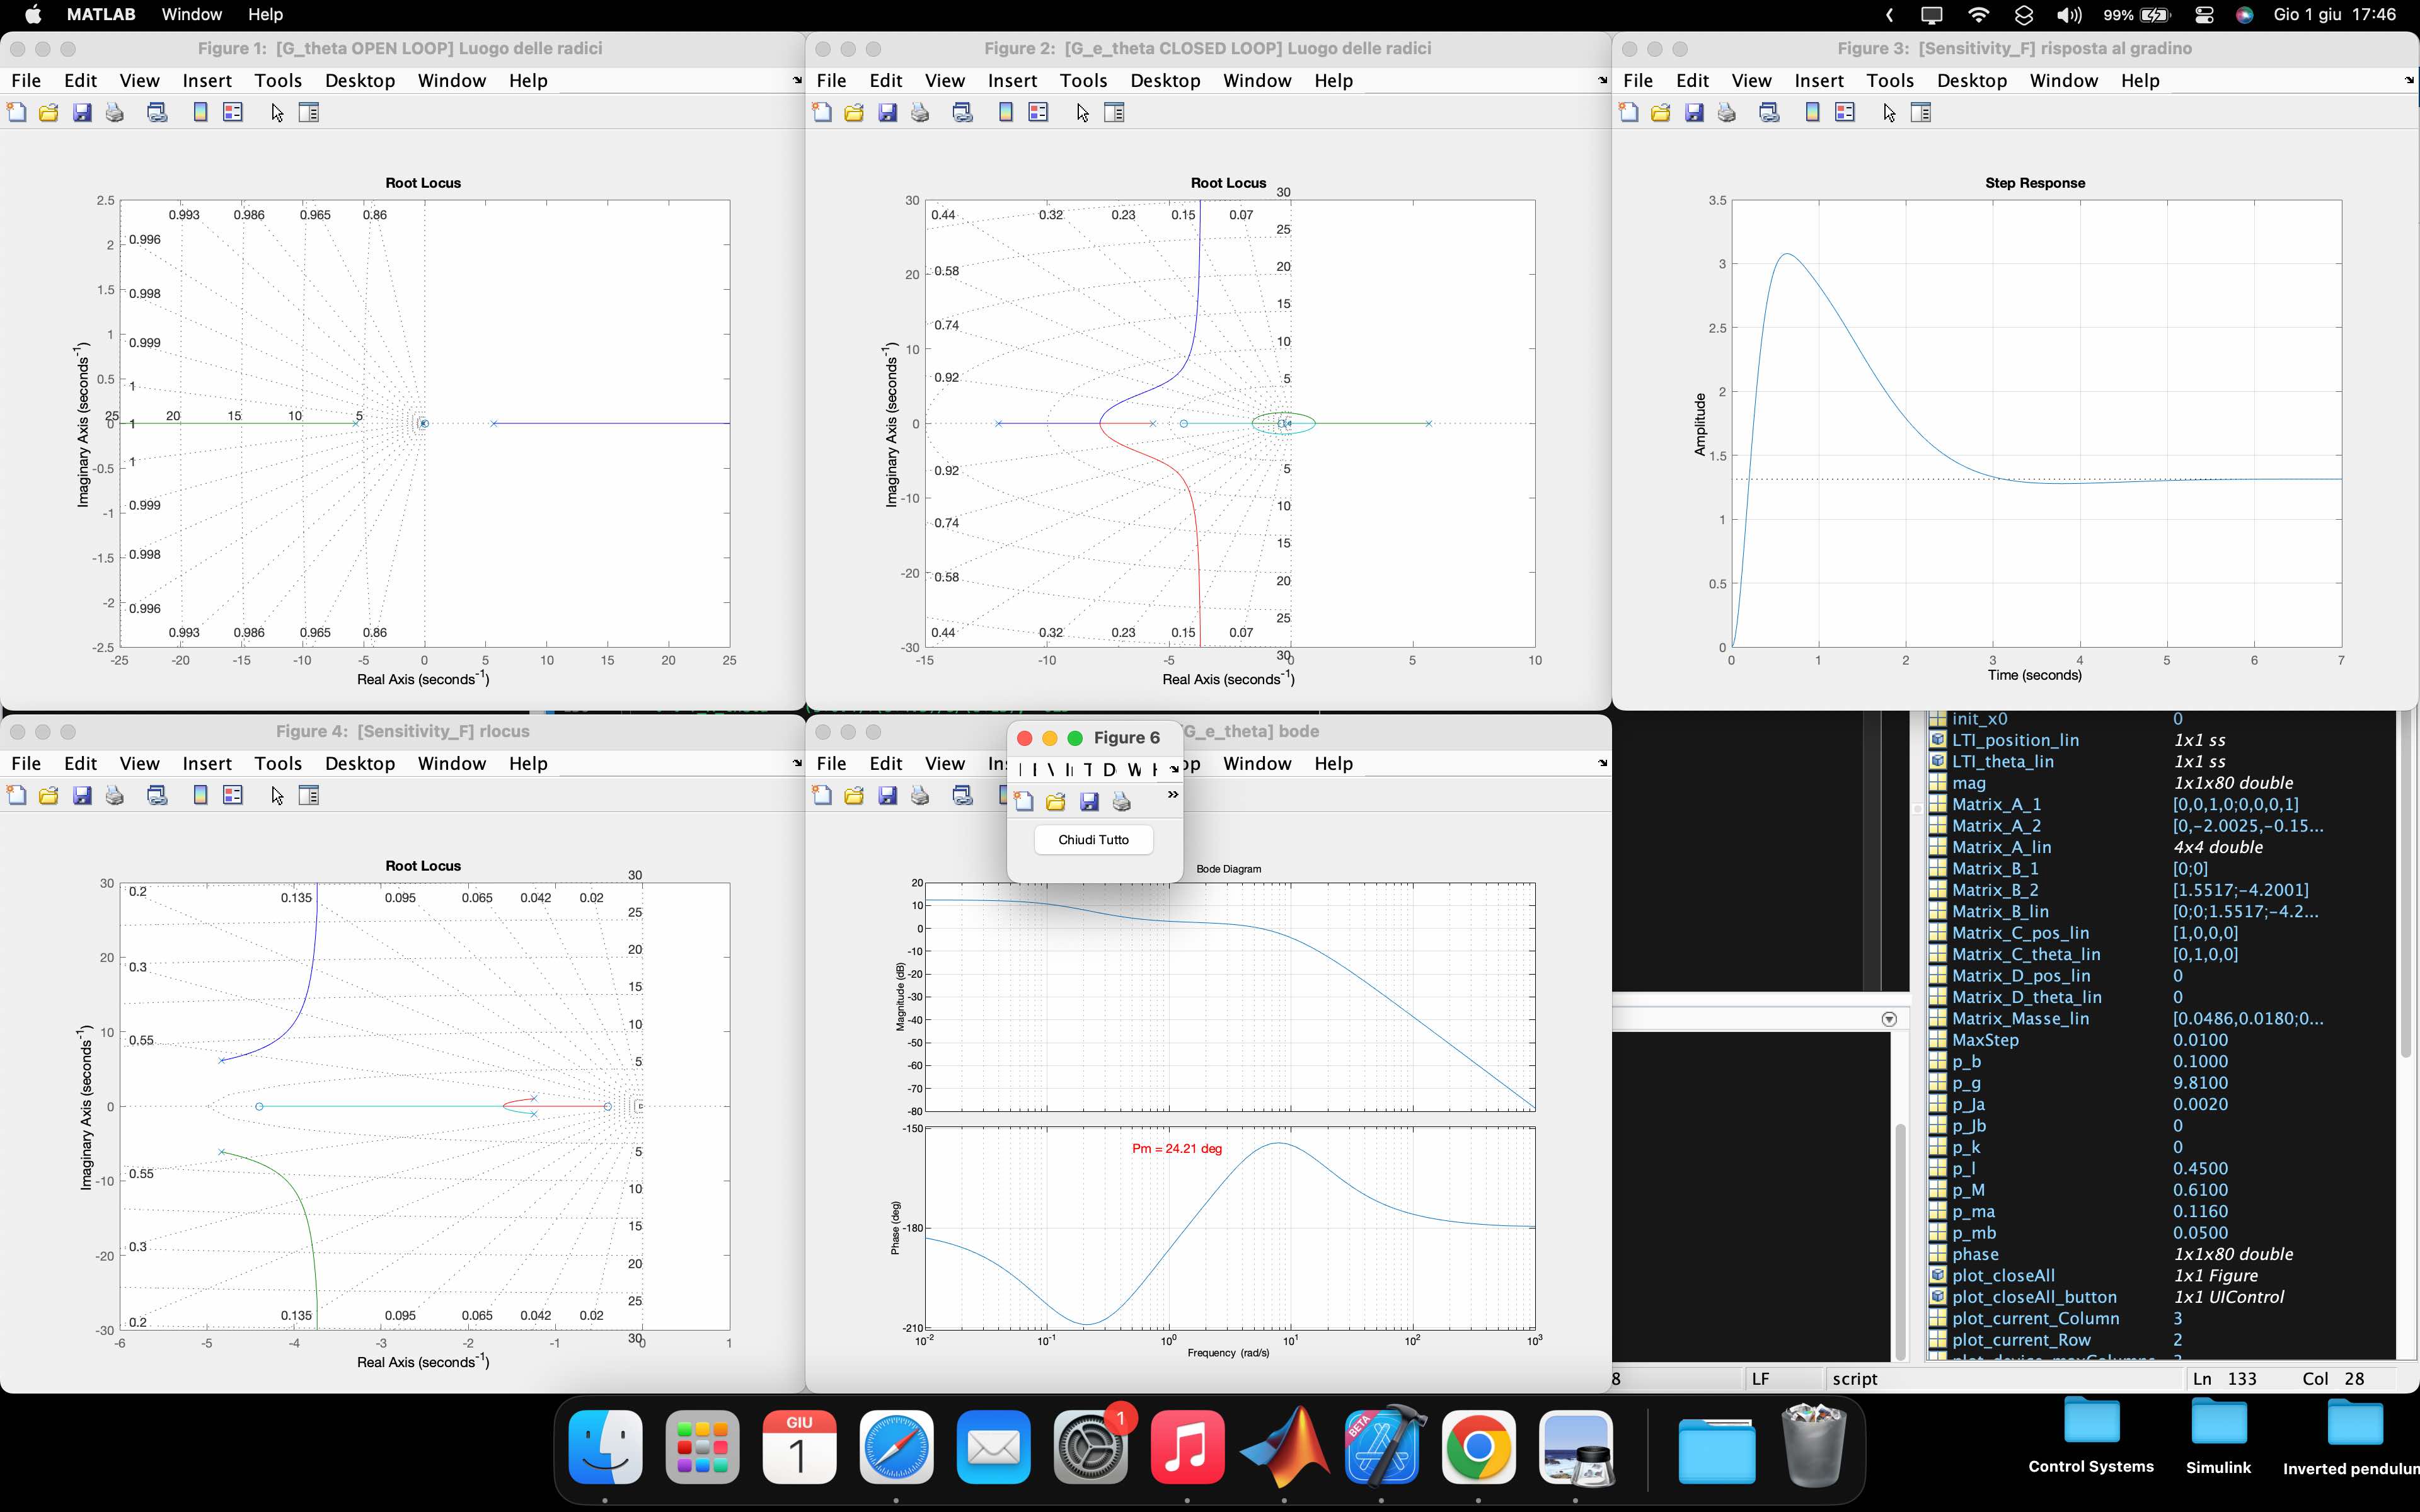 MATLAB Window Help
99% Gio 1 giu 17:46
Figure 1: [G_theta OPEN LOOP] Luogo delle radici
File Edit View Insert Tools Desktop Window Help
Root Locus
2.5
2
1.5
1
0.5
0
-0.5
-1
-1.5
-2
-2.5
0.993 0.986 0.965 0.86
0.996
0.998
0.999
1
25 20 15 10 5
1
1
0.999
0.998
0.996
0.993 0.986 0.965 0.86
-25 -20 -15 -10 -5 0 5 10 15 20 25
Imaginary Axis (seconds-1)
Real Axis (seconds-1)
Figure 2: [G_e_theta CLOSED LOOP] Luogo delle radici
File Edit View Insert Tools Desktop Window Help
Root Locus
30
20
10
0
-10
-20
-30
0.44 0.32 0.23 0.15 0.07
0.58
0.74
0.92
0.92
0.74
0.58
0.44 0.32 0.23 0.15 0.07
30
25
20
15
10
5
5
10
15
20
25
30
-15 -10 -5 0 5 10
Imaginary Axis (seconds-1)
Real Axis (seconds-1)
Figure 3: [Sensitivity_F] risposta al gradino
File Edit View Insert Tools Desktop Window Help
Step Response
3.5
3
2.5
2
1.5
1
0.5
0
0 1 2 3 4 5 6 7
Amplitude
Time (seconds)
Figure 4: [Sensitivity_F] rlocus
File Edit View Insert Tools Desktop Window Help
Root Locus
30
20
10
0
-10
-20
-30
0.2 0.135 0.095 0.065 0.042 0.02
0.3
0.55
0.55
0.3
0.2 0.135 0.095 0.065 0.042 0.02
30
25
20
15
10
5
5
10
15
20
25
30
-6 -5 -4 -3 -2 -1 0 1
Imaginary Axis (seconds-1)
Real Axis (seconds-1)
G_e_theta] bode
File Edit View Window Help
Figure 6
Chiudi Tutto
Bode Diagram
20
10
0
-10
-20
-30
-40
-50
-60
-70
-80
Magnitude (dB)
-150
-180
-210
Pm = 24.21 deg
Phase (deg)
10-2 10-1 100 101 102 103
Frequency (rad/s)
init_x0 0
LTI_position_lin 1x1 ss
LTI_theta_lin 1x1 ss
mag 1x1x80 double
Matrix_A_1 [0,0,1,0;0,0,0,1]
Matrix_A_2 [0,-2.0025,-0.15...
Matrix_A_lin 4x4 double
Matrix_B_1 [0;0]
Matrix_B_2 [1.5517;-4.2001]
Matrix_B_lin [0;0;1.5517;-4.2...
Matrix_C_pos_lin [1,0,0,0]
Matrix_C_theta_lin [0,1,0,0]
Matrix_D_pos_lin 0
Matrix_D_theta_lin 0
Matrix_Masse_lin [0.0486,0.0180;0...
MaxStep 0.0100
p_b 0.1000
p_g 9.8100
p_Ja 0.0020
p_Jb 0
p_k 0
p_l 0.4500
p_M 0.6100
p_ma 0.1160
p_mb 0.0500
phase 1x1x80 double
plot_closeAll 1x1 Figure
plot_closeAll_button 1x1 UIControl
plot_current_Column 3
plot_current_Row 2
8 LF script Ln 133 Col 28
GIU
1
1
BETA
Control Systems
Simulink
Inverted pendulum